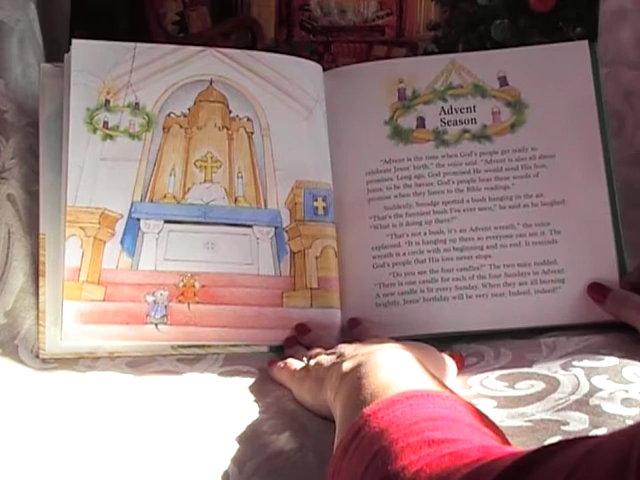 Advent
Season
"Advent is the time when God's people get ready to
celebrate Jesus' birth," the voice said. "Advent is also all about
promises. Long ago, God promised He would send His Son,
Jesus, to be the Savior. God's people hear these words of
promise when they listen to the Bible readings."
Suddenly, Smudge spotted a bush hanging in the air.
"That's the funniest bush I've ever seen," he said as he laughed.
"What is it doing up there?"
"That's not a bush, it's an Advent wreath," the voice
explained. "It is hanging up there so everyone can see it. The
wreath is a circle with no beginning and no end. It reminds
God's people that His love never stops.
"Do you see the four candles?" The two mice nodded.
"There is one candle for each of the four Sundays in Advent.
A new candle is lit every Sunday. When they are all burning
brightly, Jesus' birthday will be very near. Indeed, indeed!"